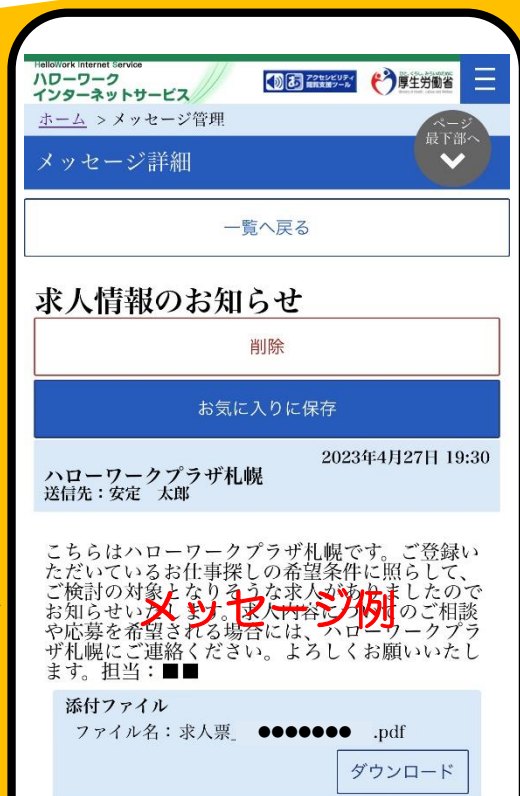 HelloWork Internet Service
ハローワーク
インターネットサービス
アクセシビリティ
閲覧支援ツール
ひと、くらし、みらいのために
厚生労働省
ホーム >メッセージ管理
ページ
最下部へ
メッセージ詳細
一覧へ戻る
求人情報のお知らせ
削除
お気に入りに保存
2023年4月27日 19:30
ハローワークプラザ札幌
送信先：安定 太郎
こちらはハローワークプラザ札幌です。ご登録い
ただいているお仕事探しの希望条件に照らして、
ご検討の対象となりそうな求人がありましたので
お知らせいたします。求人内容についてのご相談
や応募を希望される場合には、ハローワークプラ
ザ札幌にご連絡ください。よろしくお願いいたし
ます。担当：■■
メッセージ例
添付ファイル
ファイル名：求人票_ ●●●●●●● .pdf
ダウンロード